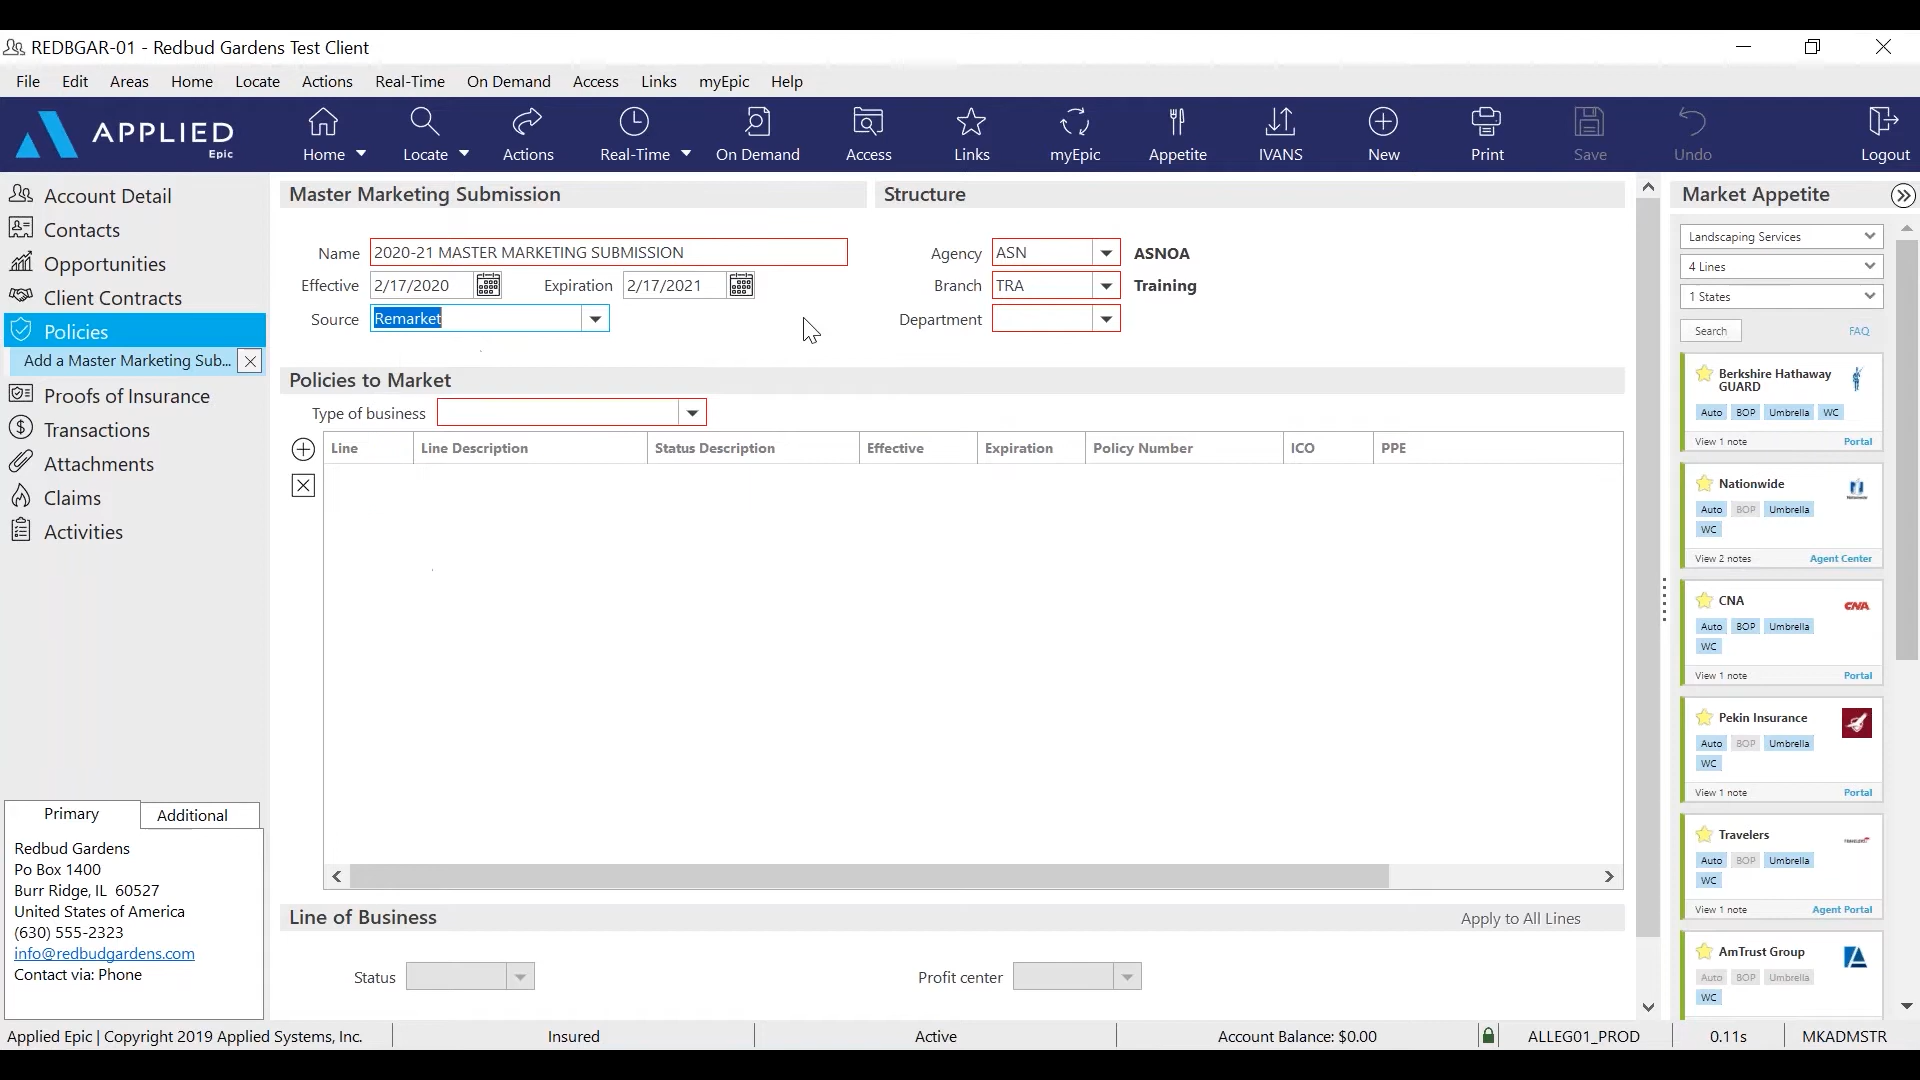 REDBGAR-01 - Redbud Gardens Test Client
File Edit Areas Home Locate Actions Real-Time On Demand Access Links myEpic Help
APPLIED
Epic
Home Locate Actions Real-Time On Demand Access Links myEpic Appetite IVANS New Print Save Undo Logout
Account Detail
Contacts
Opportunities
Client Contracts
Policies
Add a Master Marketing Sub...
Proofs of Insurance
Transactions
Attachments
Claims
Activities
Primary Additional
Redbud Gardens
Po Box 1400
Burr Ridge, IL 60527
United States of America
(630) 555-2323
info@redbudgardens.com
Contact via: Phone
Master Marketing Submission
Name 2020-21 MASTER MARKETING SUBMISSION
Effective 2/17/2020 Expiration 2/17/2021
Source Remarket
Structure
Agency ASN ASNOA
Branch TRA Training
Department
Policies to Market
Type of business
Line Line Description Status Description Effective Expiration Policy Number ICO PPE
Line of Business Apply to All Lines
Status Profit center
Market Appetite
Landscaping Services
4 Lines
1 States
Search FAQ
Berkshire Hathaway
GUARD
Auto BOP Umbrella WC
View 1 note Portal
Nationwide
Nationwide
Auto BOP Umbrella
WC
View 2 notes Agent Center
CNA CNA
Auto BOP Umbrella
WC
View 1 note Portal
Pekin Insurance
Auto BOP Umbrella
WC
View 1 note Portal
Travelers TRAVELERS
Auto BOP Umbrella
WC
View 1 note Agent Portal
AmTrust Group
Auto BOP Umbrella
WC
Applied Epic | Copyright 2019 Applied Systems, Inc. Insured Active Account Balance: $0.00 ALLEG01_PROD 0.11s MKADMSTR